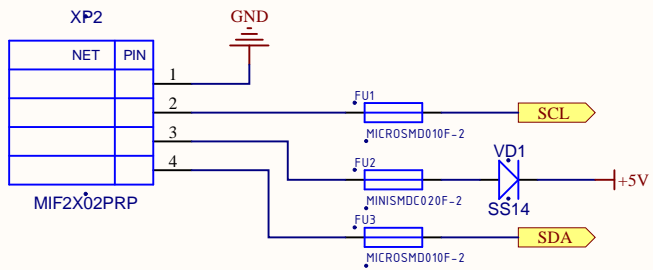 XP2
GND
NET PIN
1
2
3
4
MIF2X02PRP
FU1
MICROSMD010F-2
SCL
FU2
MINISMDC020F-2
VD1
SS14
+5V
FU3
MICROSMD010F-2
SDA